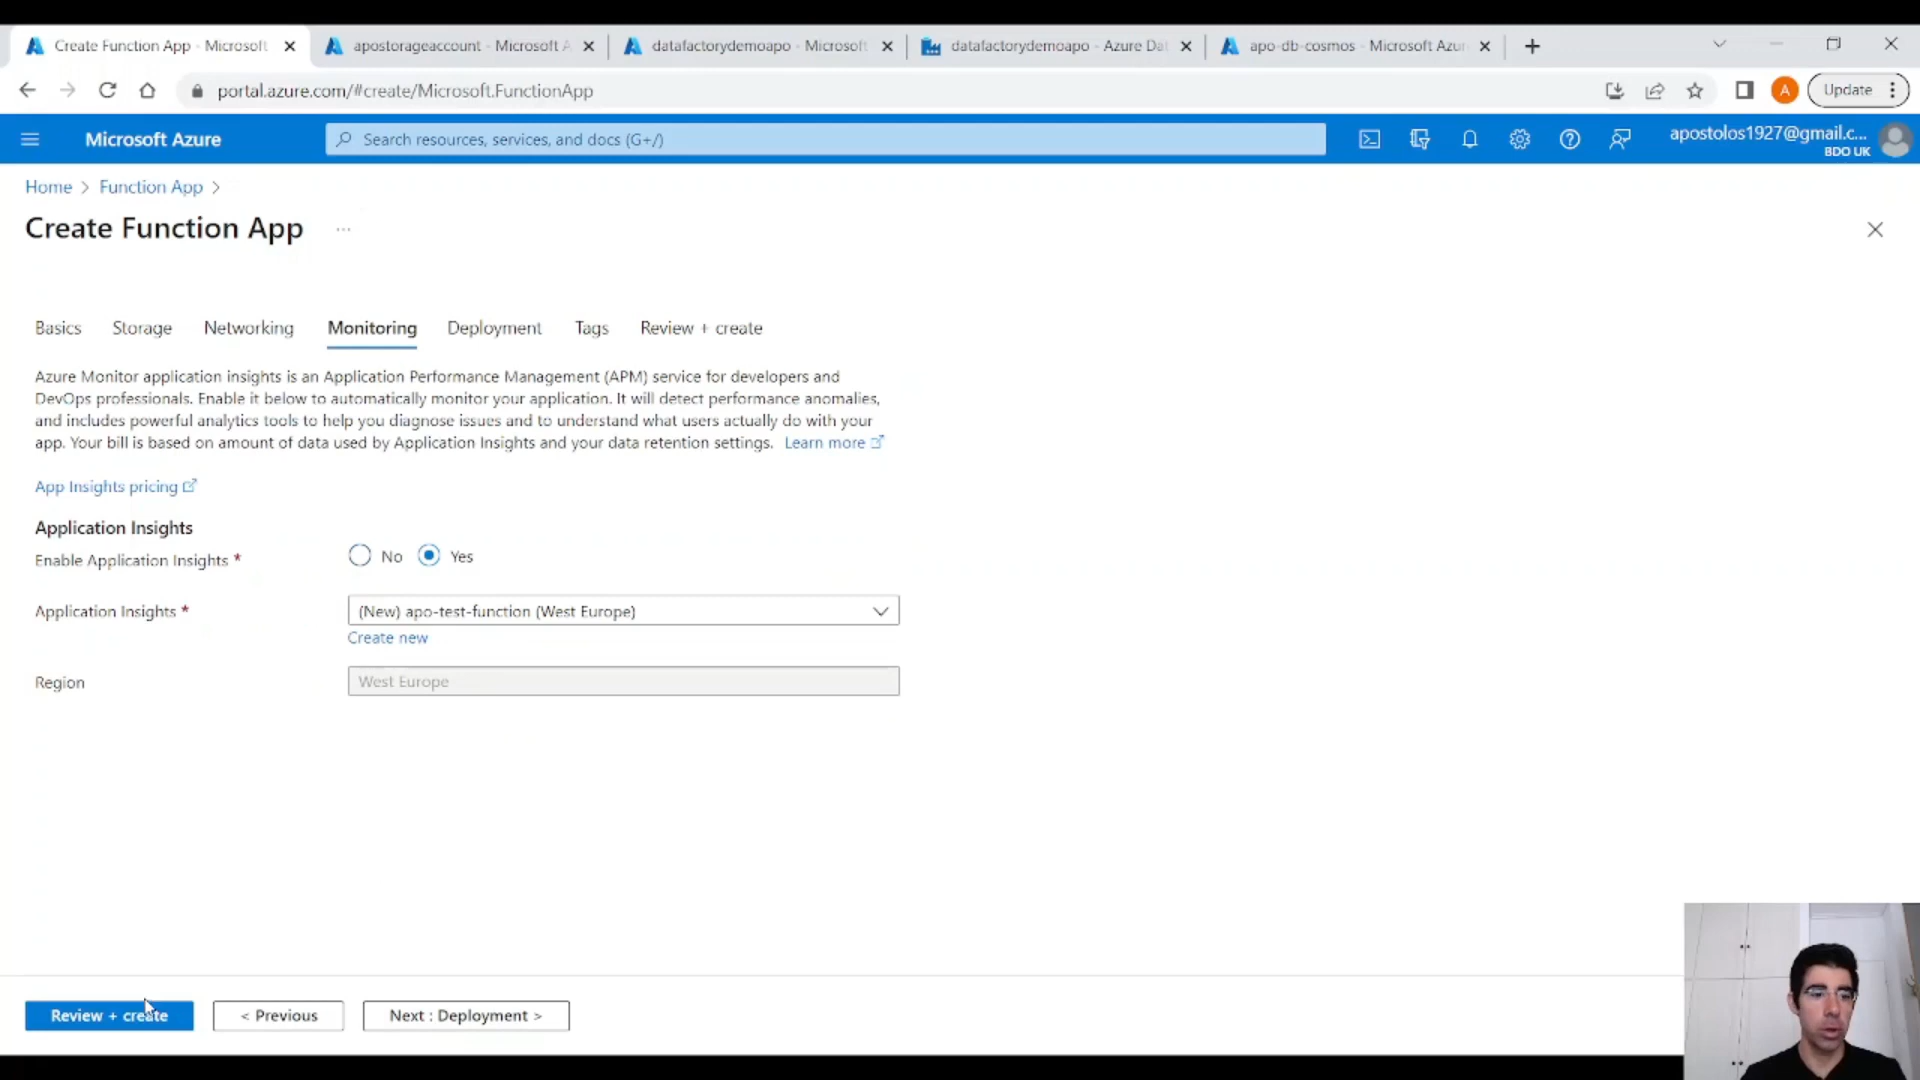 Create Function App - Microsoft
apostorageaccount - Microsoft A
datafactorydemoapo - Microsoft
datafactorydemoapo - Azure Dat
apo-db-cosmos - Microsoft Azur
portal.azure.com/#create/Microsoft.FunctionApp
A
Update
Microsoft Azure
Search resources, services, and docs (G+/)
apostolos1927@gmail.c...
BDO UK
Home > Function App >
Create Function App ...
Basics Storage Networking Monitoring Deployment Tags Review + create
Azure Monitor application insights is an Application Performance Management (APM) service for developers and
DevOps professionals. Enable it below to automatically monitor your application. It will detect performance anomalies,
and includes powerful analytics tools to help you diagnose issues and to understand what users actually do with your
app. Your bill is based on amount of data used by Application Insights and your data retention settings. Learn more
App Insights pricing
Application Insights
Enable Application Insights * No Yes
Application Insights * (New) apo-test-function (West Europe)
Create new
Region West Europe
Review + create < Previous Next : Deployment >